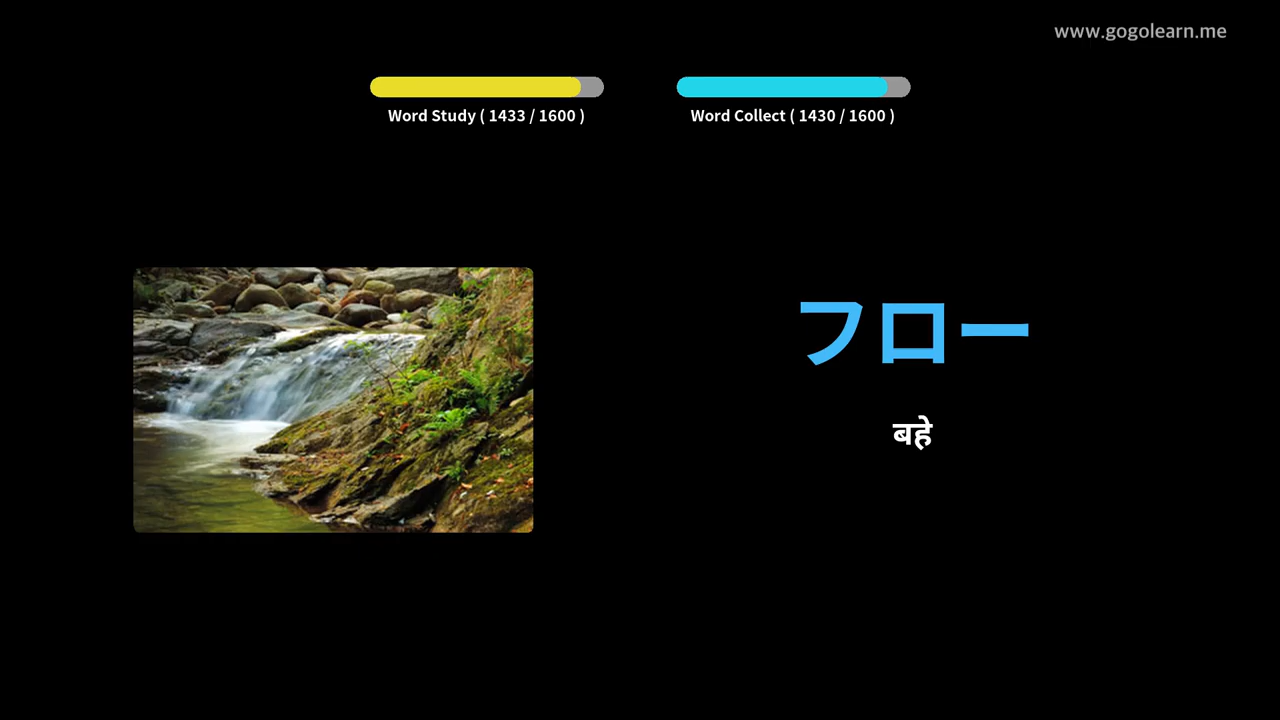 www.gogolearn.me
Word Study ( 1433 / 1600 )
Word Collect ( 1430 / 1600 )
フロー
बहे